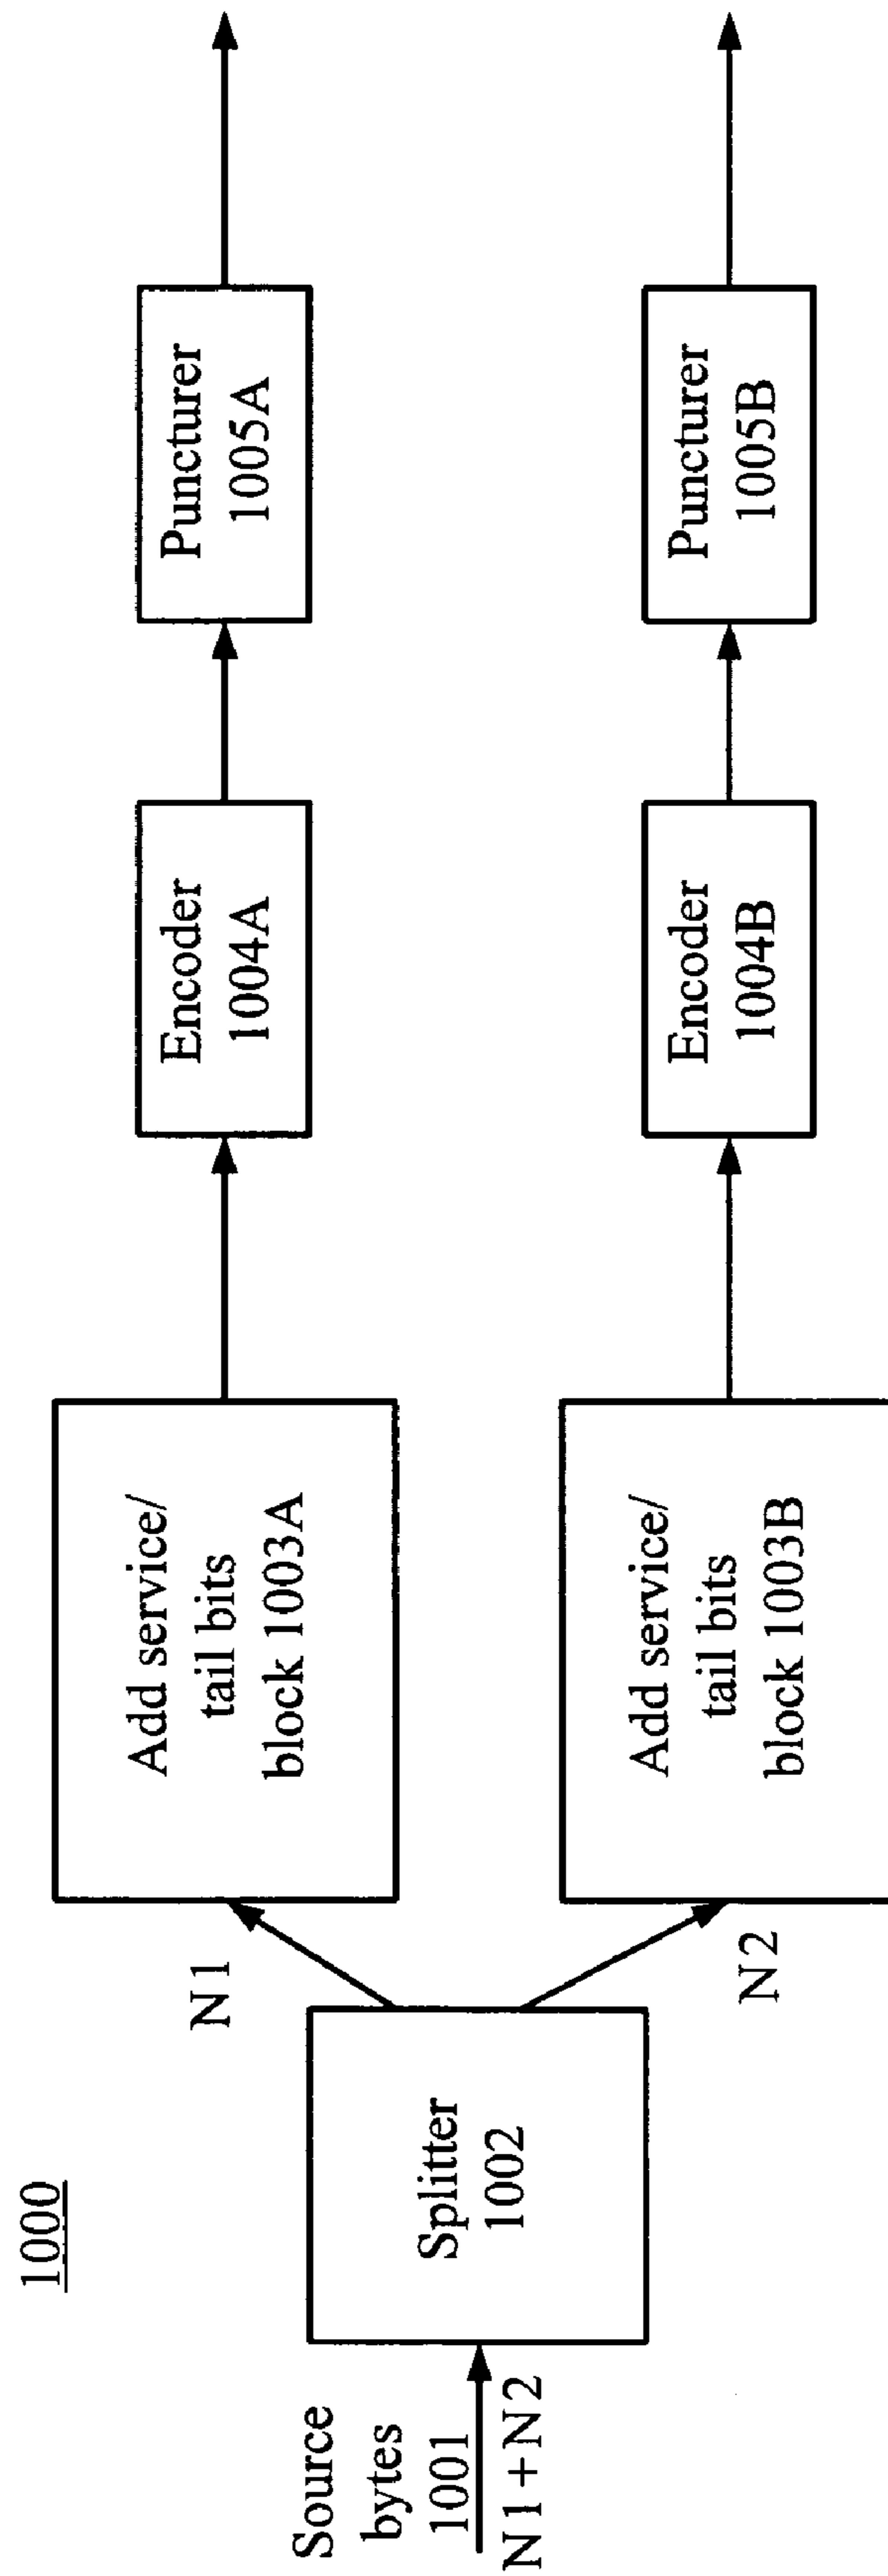 1000
Source
bytes
1001
N1+N2
Splitter
1002
N1
N2
Add service/
tail bits
block 1003A
Encoder
1004A
Puncturer
1005A
Add service/
tail bits
block 1003B
Encoder
1004B
Puncturer
1005B